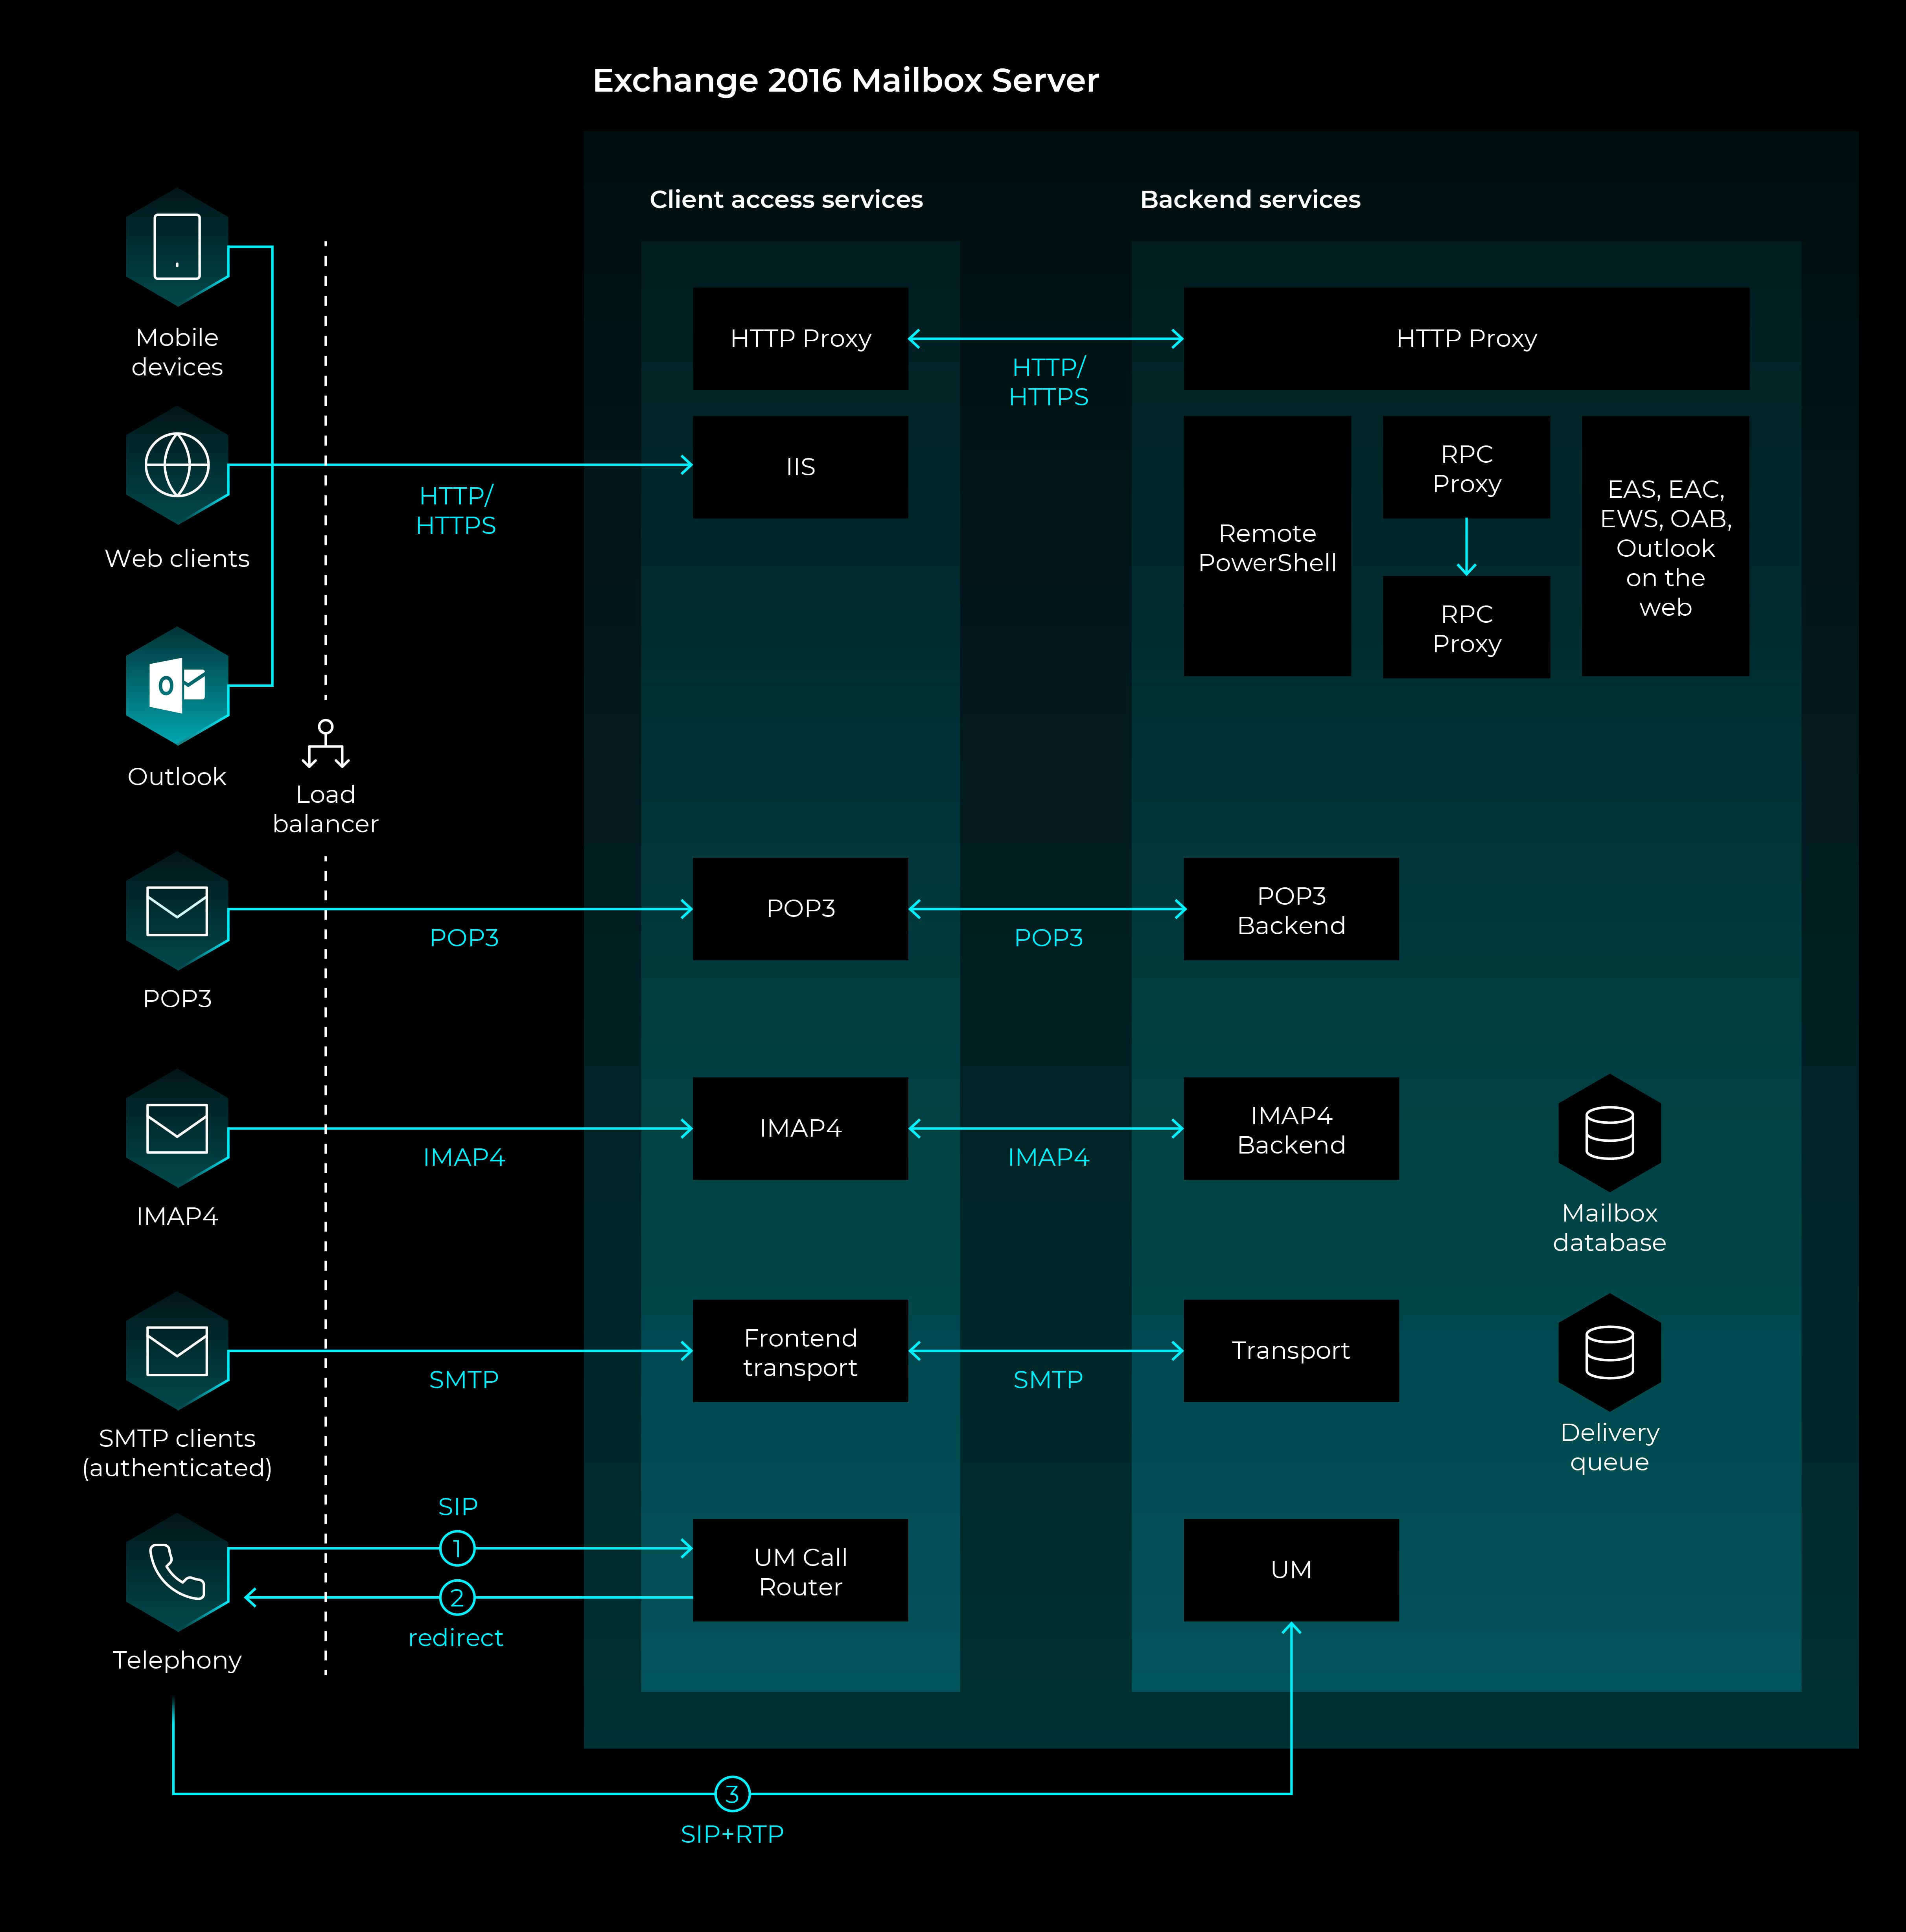 Exchange 2016 Mailbox Server
Client access services
Backend services
Mobile
devices
HTTP Proxy
HTTP/
HTTPS
HTTP Proxy
Web clients
HTTP/
HTTPS
IIS
Remote
PowerShell
RPC
Proxy
RPC
Proxy
EAS, EAC,
EWS, OAB,
Outlook
on the
web
O
Outlook
Load
balancer
POP3
POP3
POP3
POP3
POP3
Backend
IMAP4
IMAP4
IMAP4
IMAP4
IMAP4
Backend
Mailbox
database
SMTP clients
(authenticated)
SMTP
Frontend
transport
SMTP
Transport
Delivery
queue
Telephony
SIP
1
2
redirect
UM Call
Router
UM
3
SIP+RTP